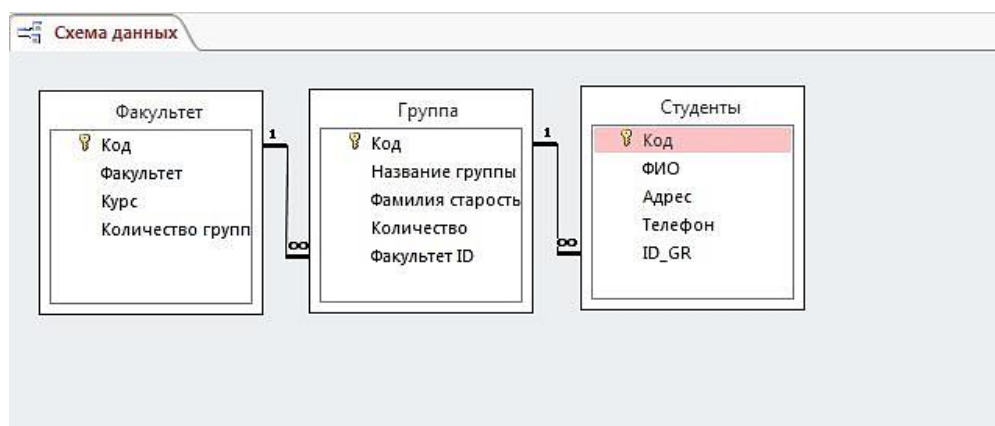 Схема данных
Факультет
Код
Факультет
Курс
Количество групп
1
∞
Группа
Код
Название группы
Фамилия старость
Количество
Факультет ID
1
∞
Студенты
Код
ФИО
Адрес
Телефон
ID_GR